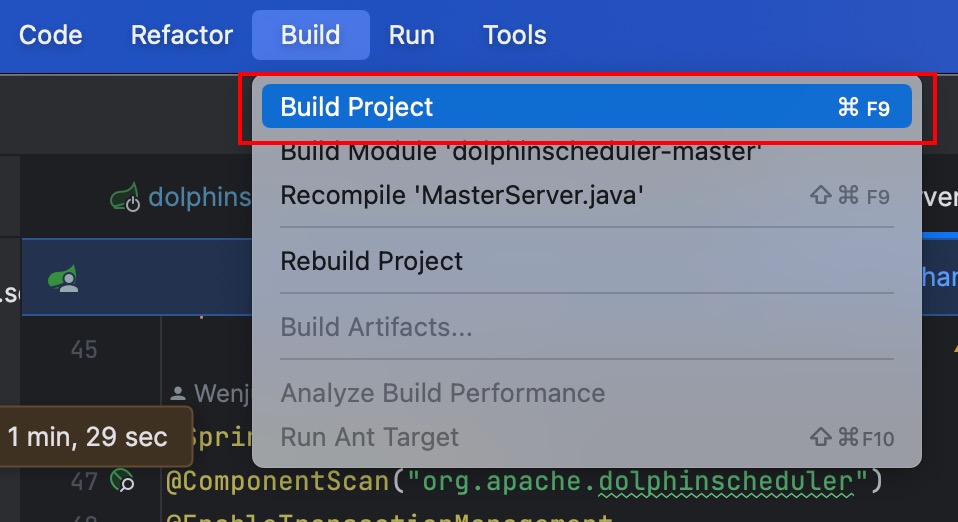 Code Refactor Build Run Tools
Build Project ⌘ F9
Build Module 'dolphinscheduler-master'
dolphins
Recompile 'MasterServer.java' ⇧ ⌘ F9
Rebuild Project
45
Build Artifacts...
Wenj
Analyze Build Performance
1 min, 29 sec
Run Ant Target ⇧ ⌘F10
47 @ComponentScan("org.apache.dolphinscheduler")
@EnableTransactionManagement